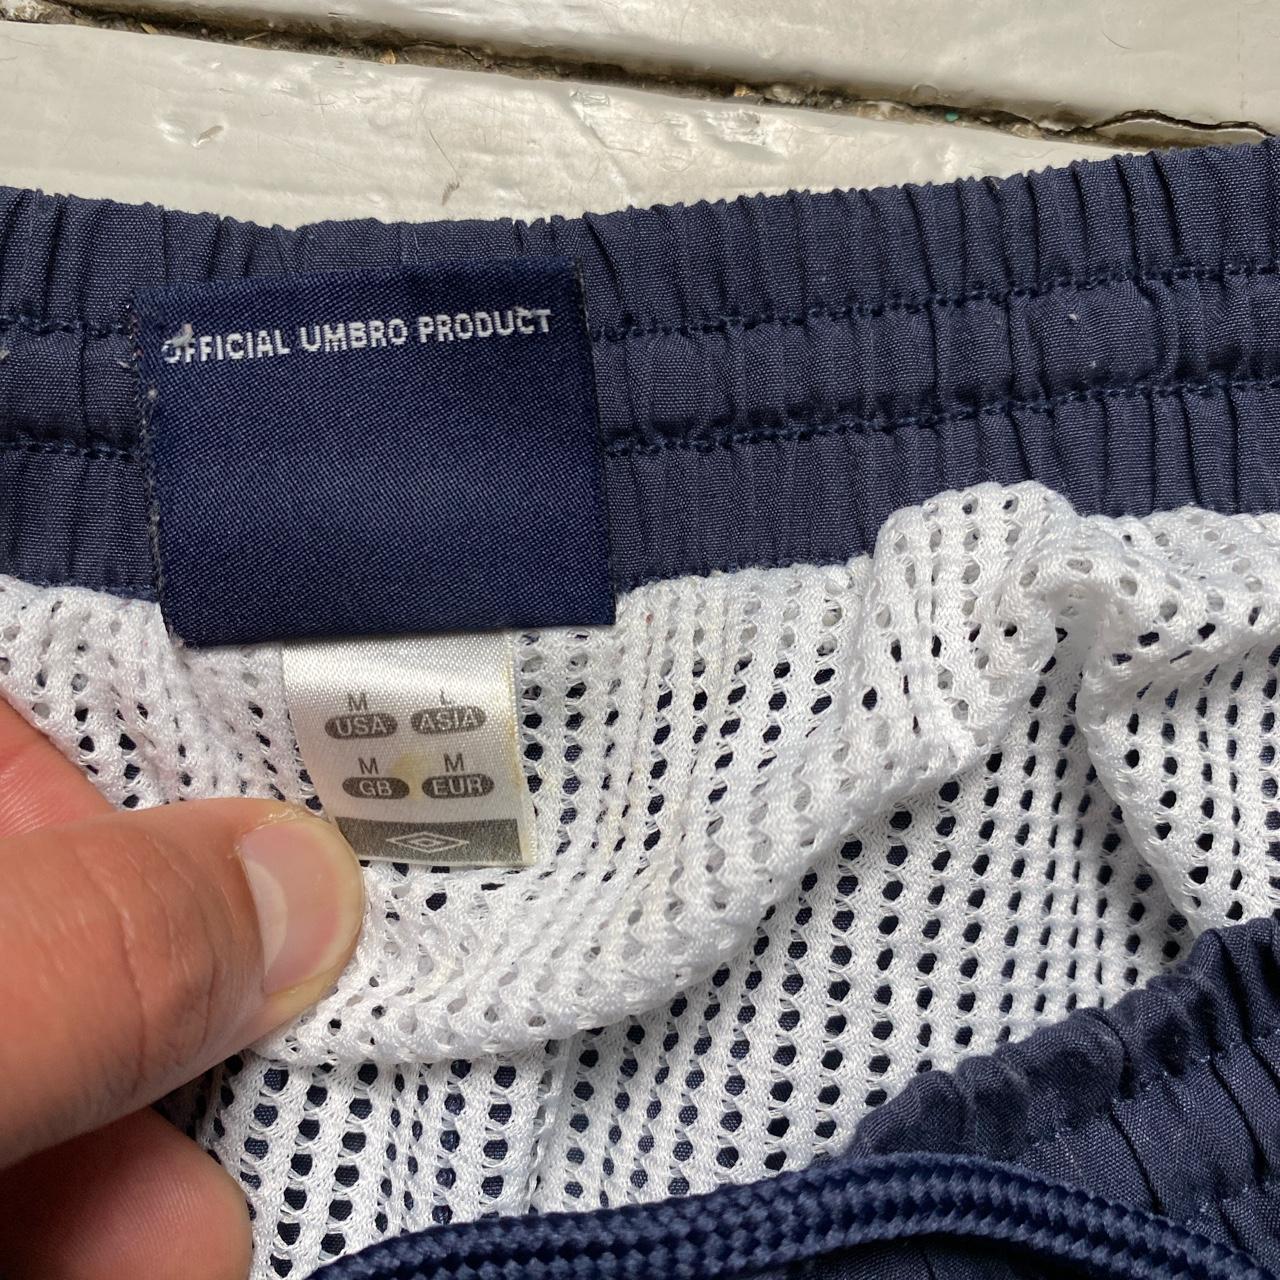 OFFICIAL UMBRO PRODUCT
M L
USA ASIA
M M
GB EUR